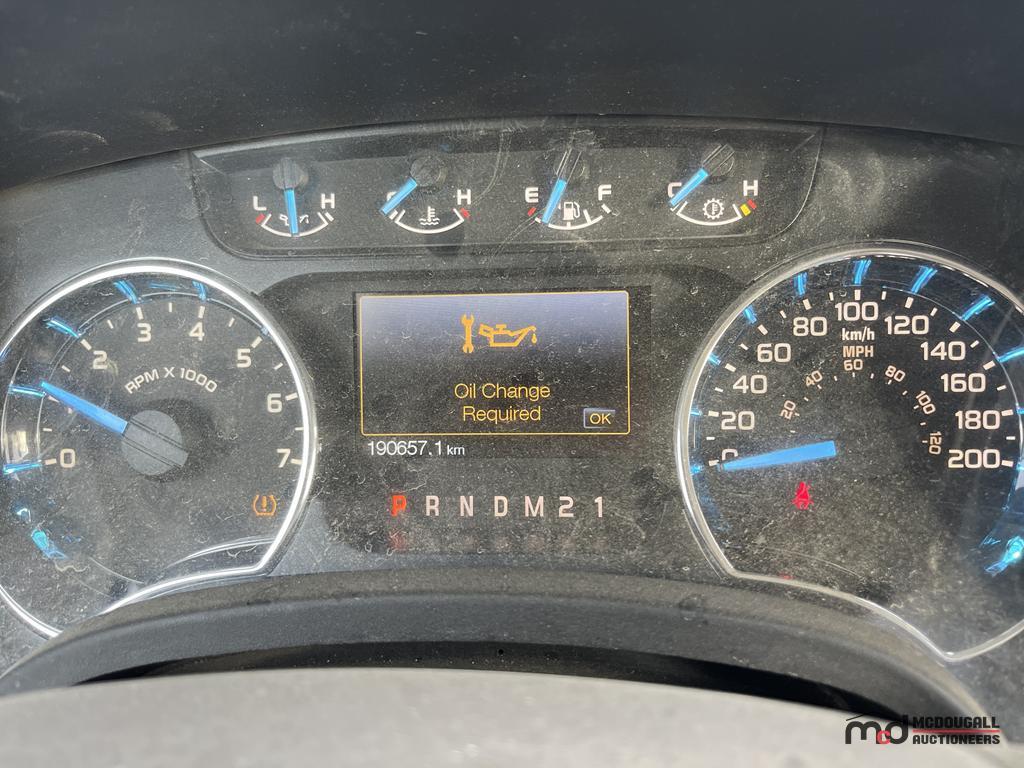 L H C H E F C H
0 1 2 3 4 5 6 7
RPM X 1000
Oil Change
Required
OK
190657.1 km
P R N D M 2 1
0 20 40 60 80 100 120 140 160 180 200
km/h
MPH
20 40 60 80 100 120
mcd MCDOUGALL
AUCTIONEERS